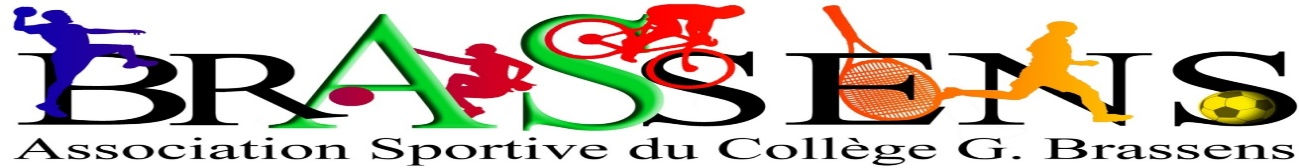 BRASSENS
Association Sportive du Collège G. Brassens